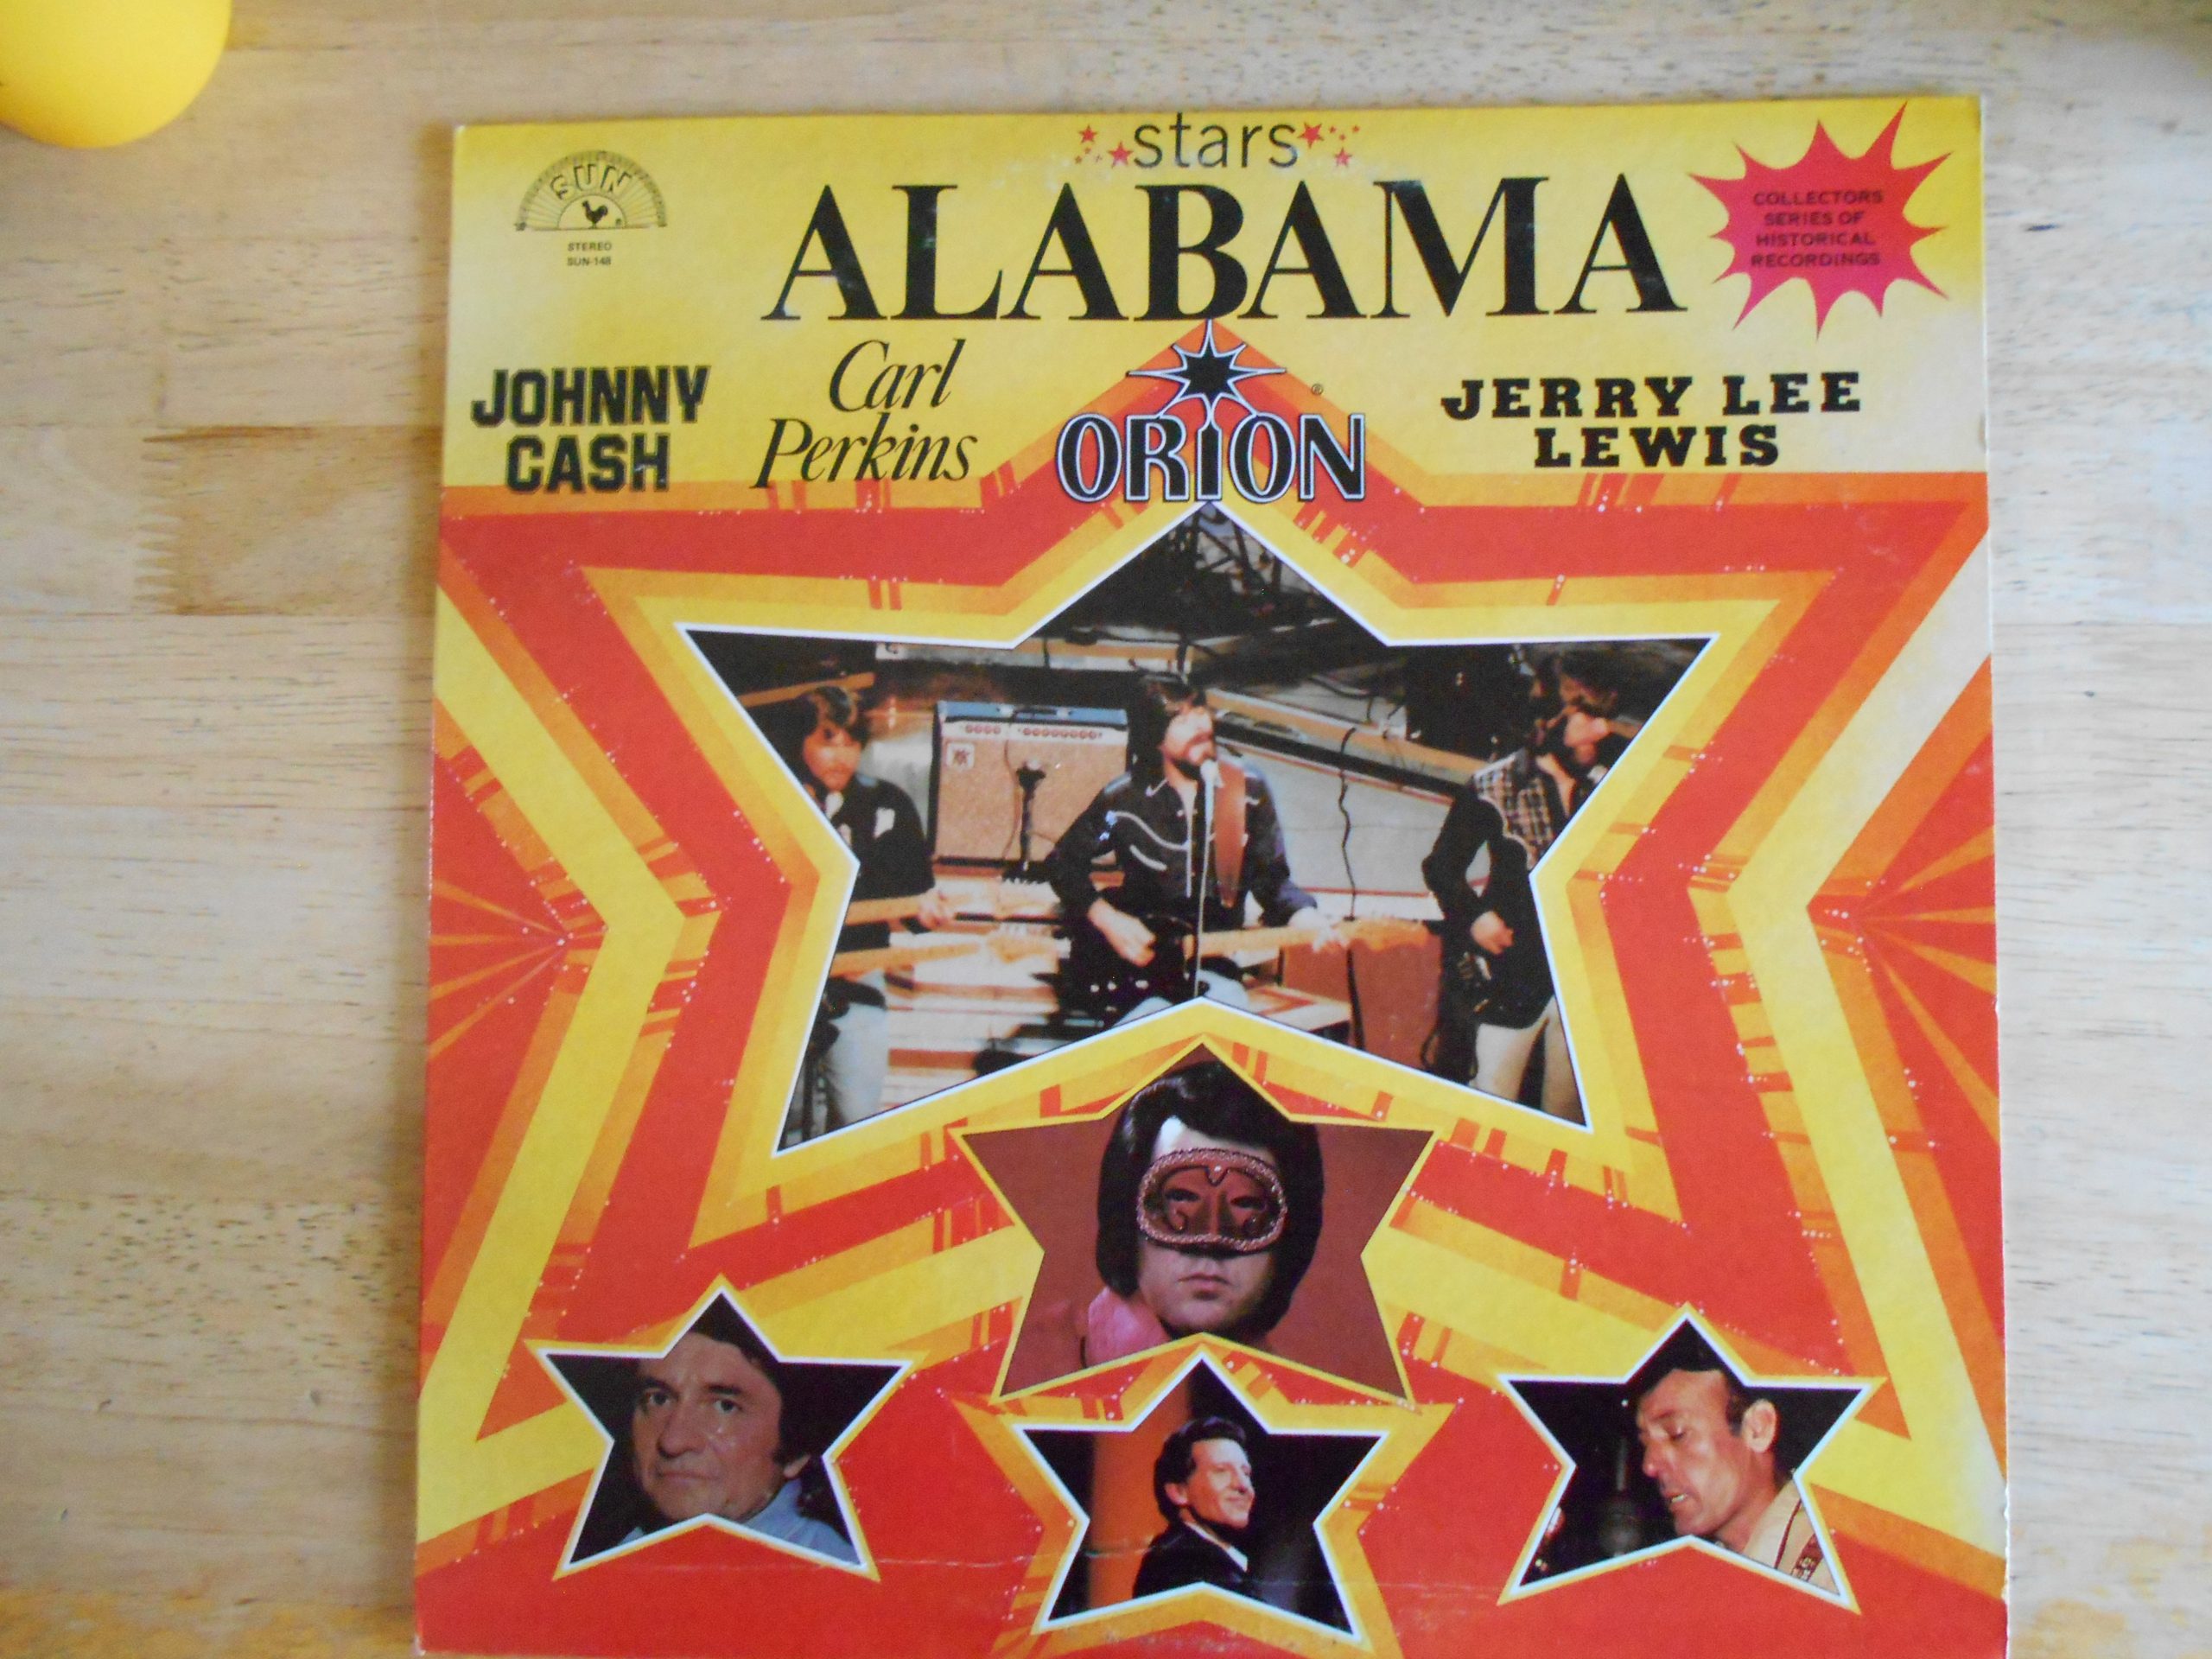 stars
SUN
STEREO
SUN-148
ALABAMA
COLLECTORS
SERIES OF
HISTORICAL
RECORDINGS
JOHNNY
CASH
Carl
Perkins
ORION
®
JERRY LEE
LEWIS